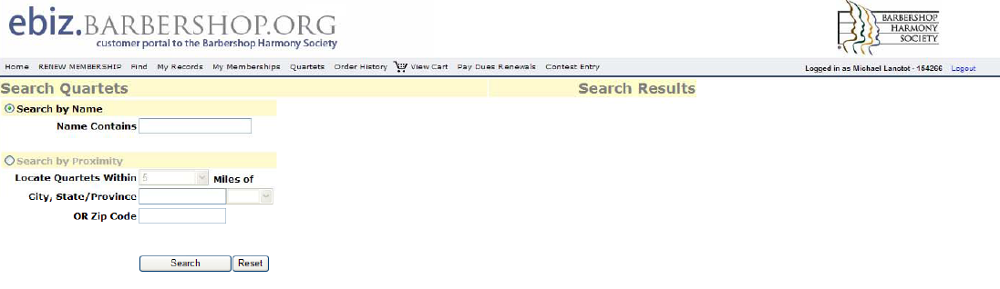 ebiz.BARBERSHOP.ORG
customer portal to the Barbershop Harmony Society
BARBERSHOP
HARMONY
SOCIETY
Home RENEW MEMBERSHIP Find My Records My Memberships Quartets Order History View Cart Pay Dues Renewals Contest Entry Logged in as Michael Lanctot - 154266 Logout
Search Quartets Search Results
Search by Name
Name Contains
Search by Proximity
Locate Quartets Within 5 Miles of
City, State/Province
OR Zip Code
Search Reset